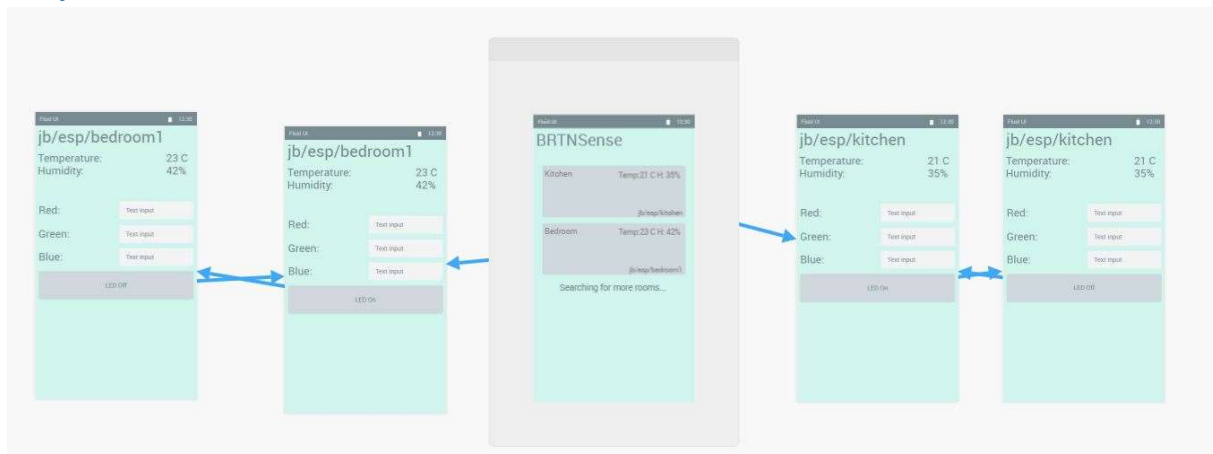 Fluid UI 12:30
jb/esp/bedroom1
Temperature: 23 C
Humidity: 42%
Red: Text input
Green: Text input
Blue: Text input
LED Off
Fluid UI 12:30
jb/esp/bedroom1
Temperature: 23 C
Humidity: 42%
Red: Text input
Green: Text input
Blue: Text input
LED On
Fluid UI 12:30
BRTNSense
Kitchen Temp:21 C H: 35%
jb/esp/kitchen
Bedroom Temp:23 C H: 42%
jb/esp/bedroom1
Searching for more rooms...
Fluid UI 12:30
jb/esp/kitchen
Temperature: 21 C
Humidity: 35%
Red: Text input
Green: Text input
Blue: Text input
LED On
Fluid UI 12:30
jb/esp/kitchen
Temperature: 21 C
Humidity: 35%
Red: Text input
Green: Text input
Blue: Text input
LED Off